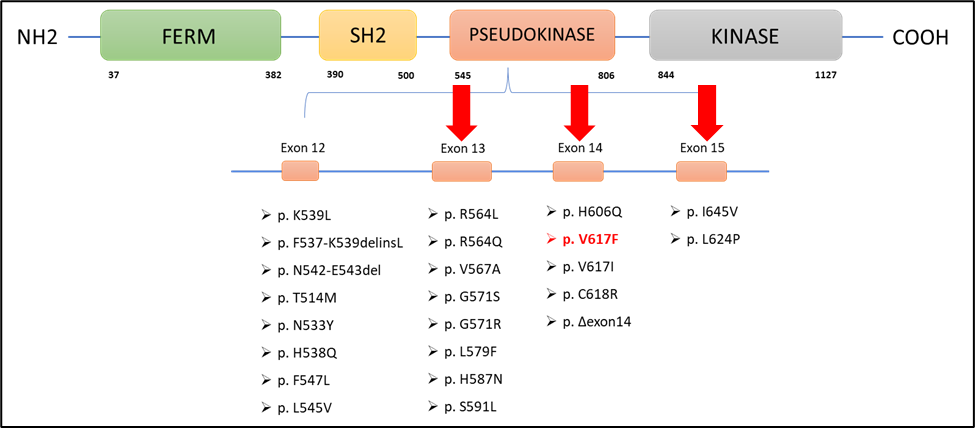 NH2 FERM SH2 PSEUDOKINASE KINASE COOH
37 382 390 500 545 806 844 1127
Exon 12 Exon 13 Exon 14 Exon 15
p. K539L
p. F537-K539delinsL
p. N542-E543del
p. T514M
p. N533Y
p. H538Q
p. F547L
p. L545V
p. R564L
p. R564Q
p. V567A
p. G571S
p. G571R
p. L579F
p. H587N
p. S591L
p. H606Q
p. V617F
p. V617I
p. C618R
p. Δexon14
p. I645V
p. L624P